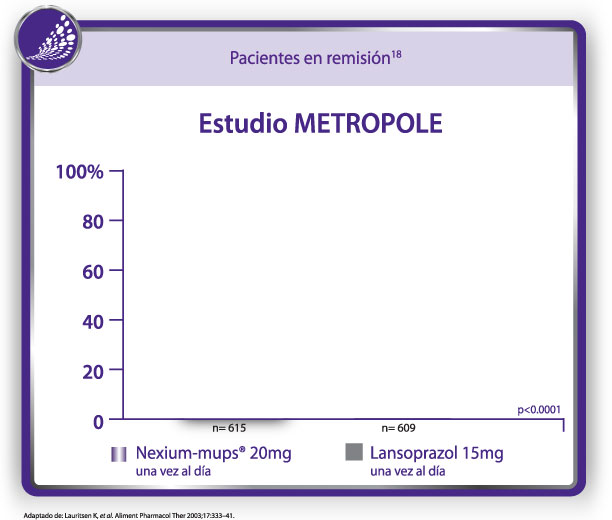 Pacientes en remisión18
Estudio METROPOLE
100%
80
60
40
20
0
p<0.0001
n= 615
n= 609
Nexium-mups® 20mg
una vez al día
Lansoprazol 15mg
una vez al día
Adaptado de: Lauritsen K, et al. Aliment Pharmacol Ther 2003;17:333–41.